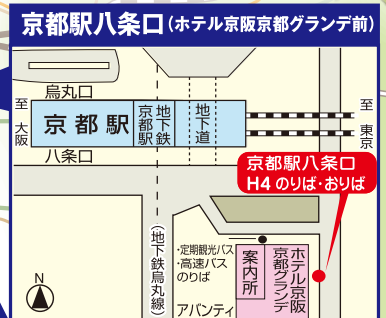 京都駅八条口(ホテル京阪京都グランデ前)
烏丸口
至 大阪
京都駅
地下鉄
京都駅
地下道
至 東京
八条口
京都駅八条口
H4 のりば・おりば
(地下鉄烏丸線)
・定期観光バス
・高速バス
のりば
案内所
ホテル京阪
京都グランデ
アバンティ
N